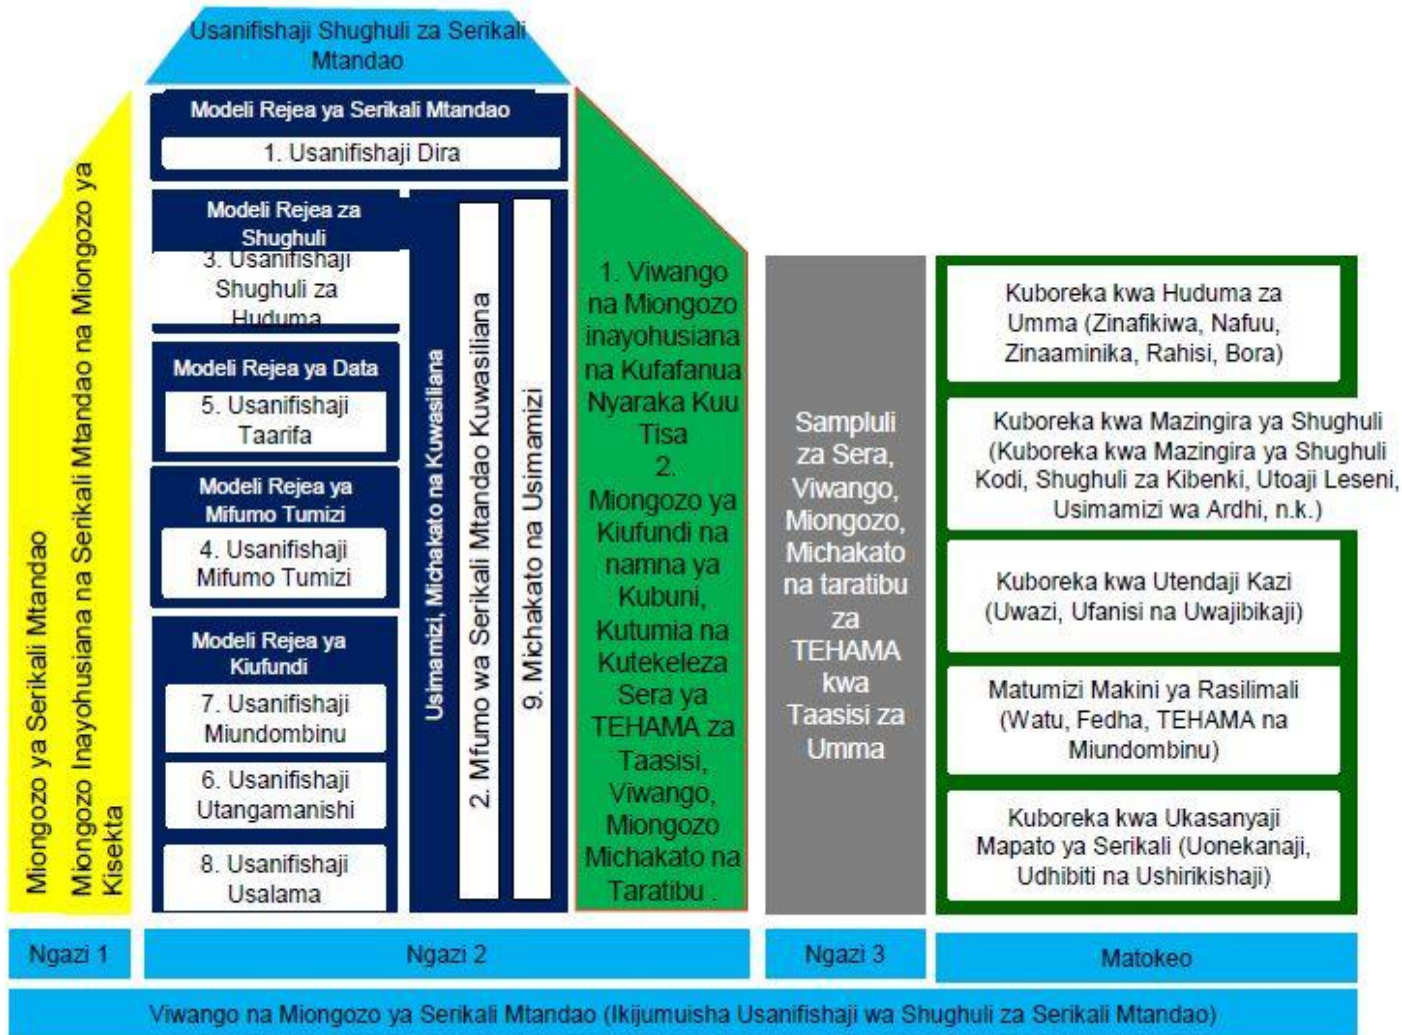 Usanifishaji Shughuli za Serikali
Mtandao
Miongozo ya Serikali Mtandao
Miongozo Inayohusiana na Serikali Mtandao na Miongozo ya
Kisekta
Modeli Rejea ya Serikali Mtandao
1. Usanifishaji Dira
Modeli Rejea za
Shughuli
3. Usanifishaji
Shughuli za
Huduma
Modeli Rejea ya Data
5. Usanifishaji
Taarifa
Modeli Rejea ya
Mifumo Tumizi
4. Usanifishaji
Mifumo Tumizi
Modeli Rejea ya
Kiufundi
7. Usanifishaji
Miundombinu
6. Usanifishaji
Utangamanishi
8. Usanifishaji
Usalama
Usimamizi, Michakato na Kuwasiliana
2. Mfumo wa Serikali Mtandao Kuwasiliana
9. Michakato na Usimamizi
1. Viwango
na Miongozo
inayohusiana
na Kufafanua
Nyaraka Kuu
Tisa
2.
Miongozo ya
Kiufundi na
namna ya
Kubuni,
Kutumia na
Kutekeleza
Sera ya
TEHAMA za
Taasisi,
Viwango,
Miongozo
Michakato na
Taratibu .
Sampluli
za Sera,
Viwango,
Miongozo,
Michakato
na taratibu
za
TEHAMA
kwa
Taasisi za
Umma
Kuboreka kwa Huduma za
Umma (Zinafikiwa, Nafuu,
Zinaaminika, Rahisi, Bora)
Kuboreka kwa Mazingira ya Shughuli
(Kuboreka kwa Mazingira ya Shughuli
Kodi, Shughuli za Kibenki, Utoaji Leseni,
Usimamizi wa Ardhi, n.k.)
Kuboreka kwa Utendaji Kazi
(Uwazi, Ufanisi na Uwajibikaji)
Matumizi Makini ya Rasilimali
(Watu, Fedha, TEHAMA na
Miundombinu)
Kuboreka kwa Ukasanyaji
Mapato ya Serikali (Uonekanaji,
Udhibiti na Ushirikishaji)
Ngazi 1
Ngazi 2
Ngazi 3
Matokeo
Viwango na Miongozo ya Serikali Mtandao (Ikijumuisha Usanifishaji wa Shughuli za Serikali Mtandao)